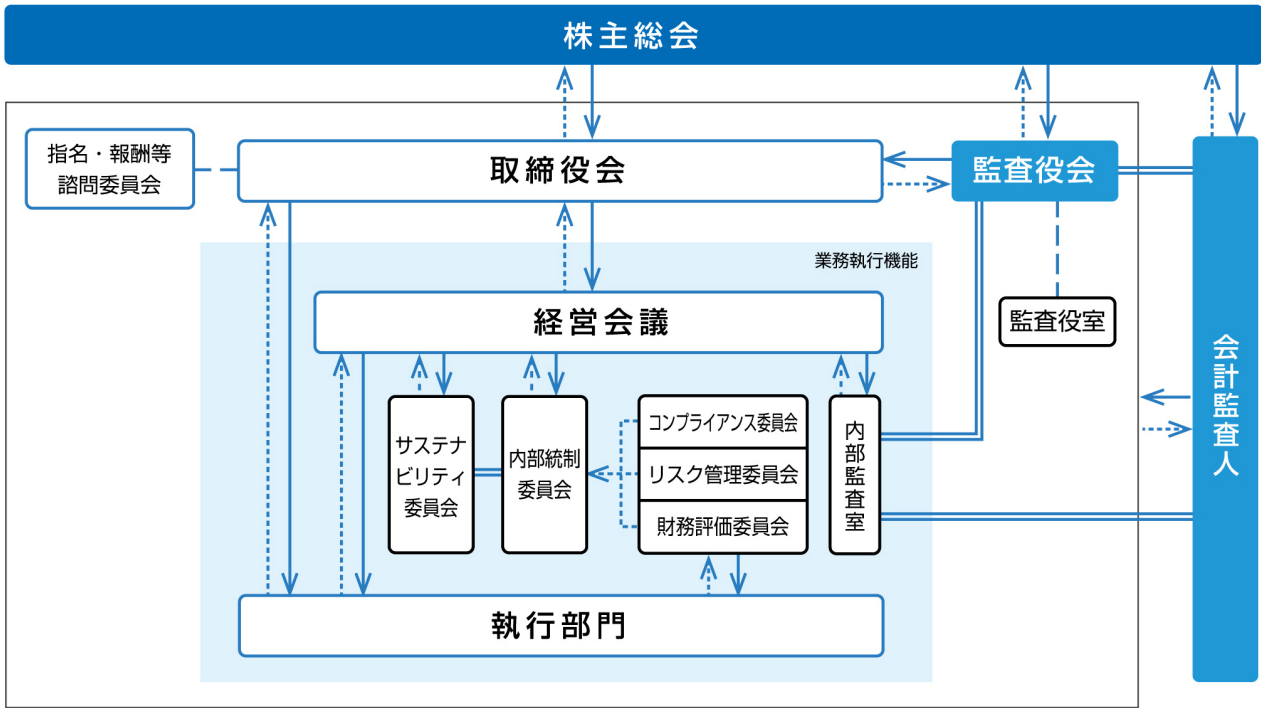 株主総会
指名・報酬等
諮問委員会
取締役会
監査役会
業務執行機能
経営会議
監査役室
会計監査人
サステナ
ビリティ
委員会
内部統制
委員会
コンプライアンス委員会
リスク管理委員会
財務評価委員会
内部監査室
執行部門